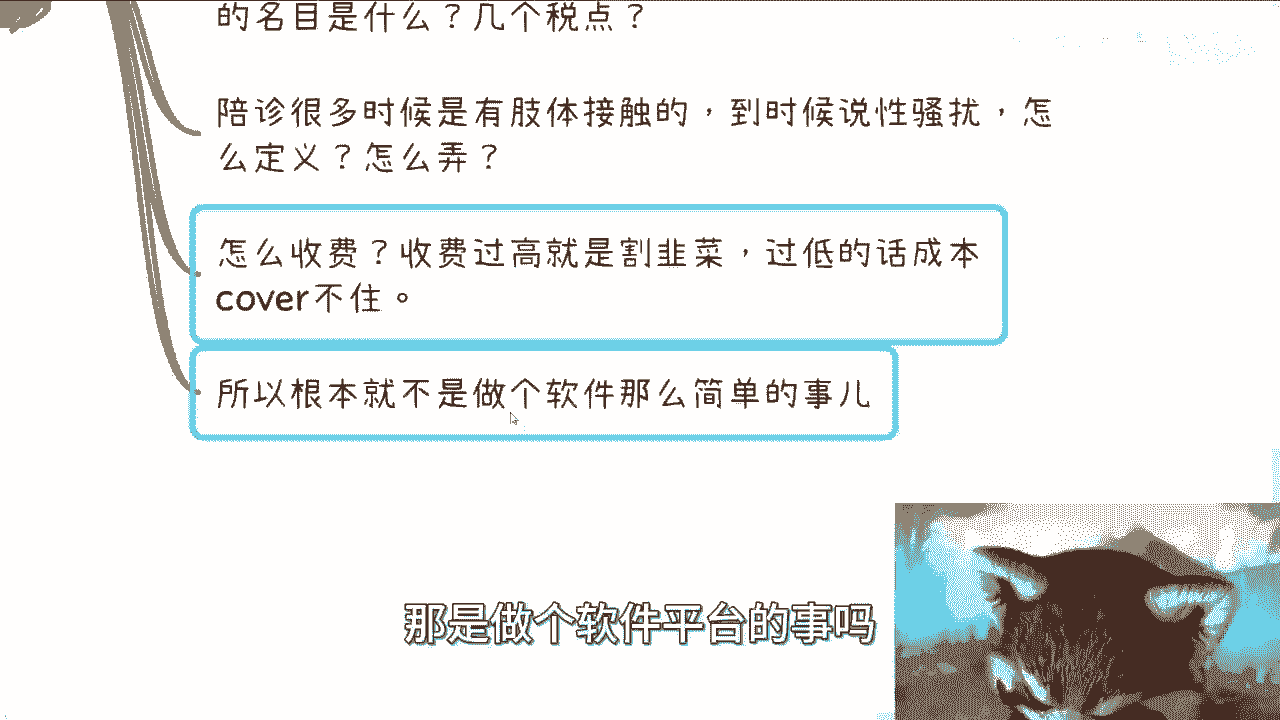 的名目是什么？几个税点？
陪诊很多时候是有肢体接触的，到时候说性骚扰，怎
么定义？怎么弄？
怎么收费？收费过高就是割韭菜，过低的话成本
cover不住。
所以根本就不是做个软件那么简单的事儿
那是做个软件平台的事吗